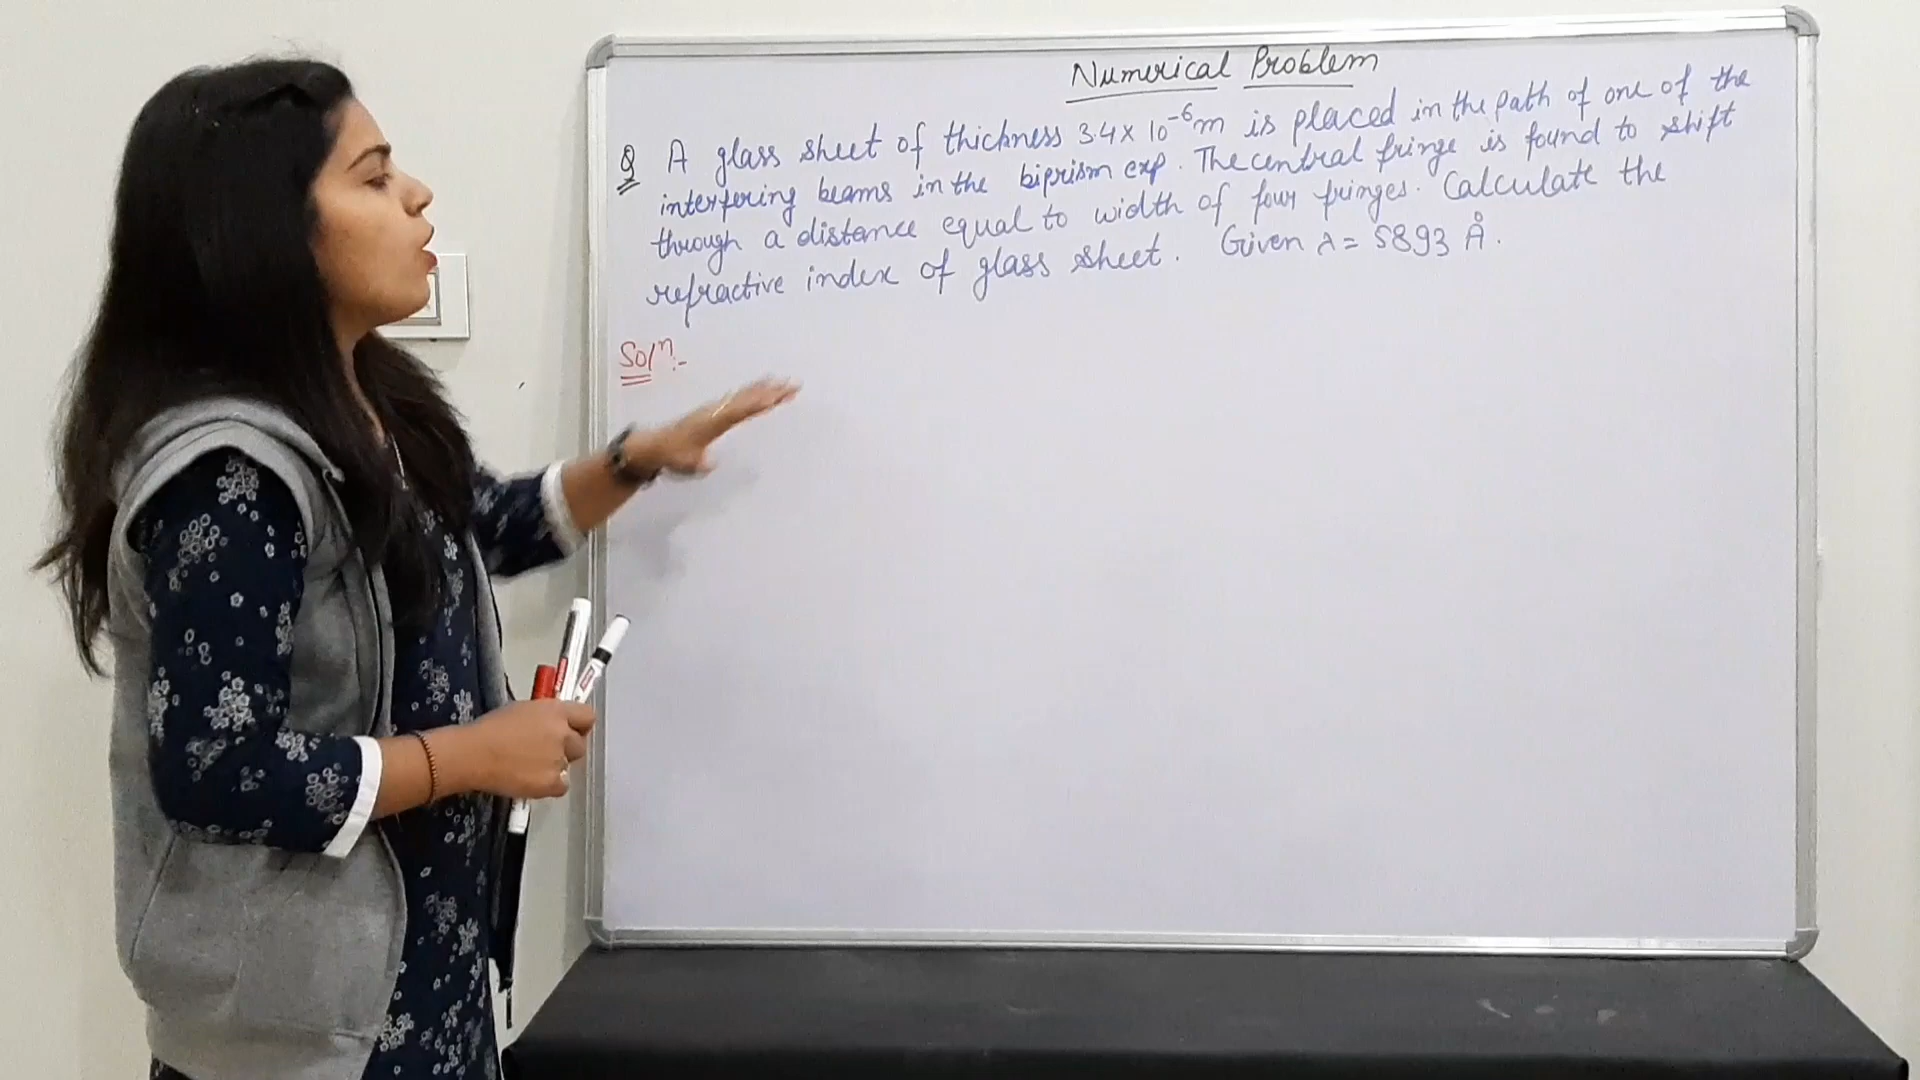 Numerical Problem
Q A glass sheet of thickness 3.4 x 10⁻⁶m is placed in the path of one of the
interfering beams in the biprism exp. The central fringe is found to shift
through a distance equal to width of four fringes. Calculate the
refractive index of glass sheet. Given λ = 5893 Å.
Solⁿ:-